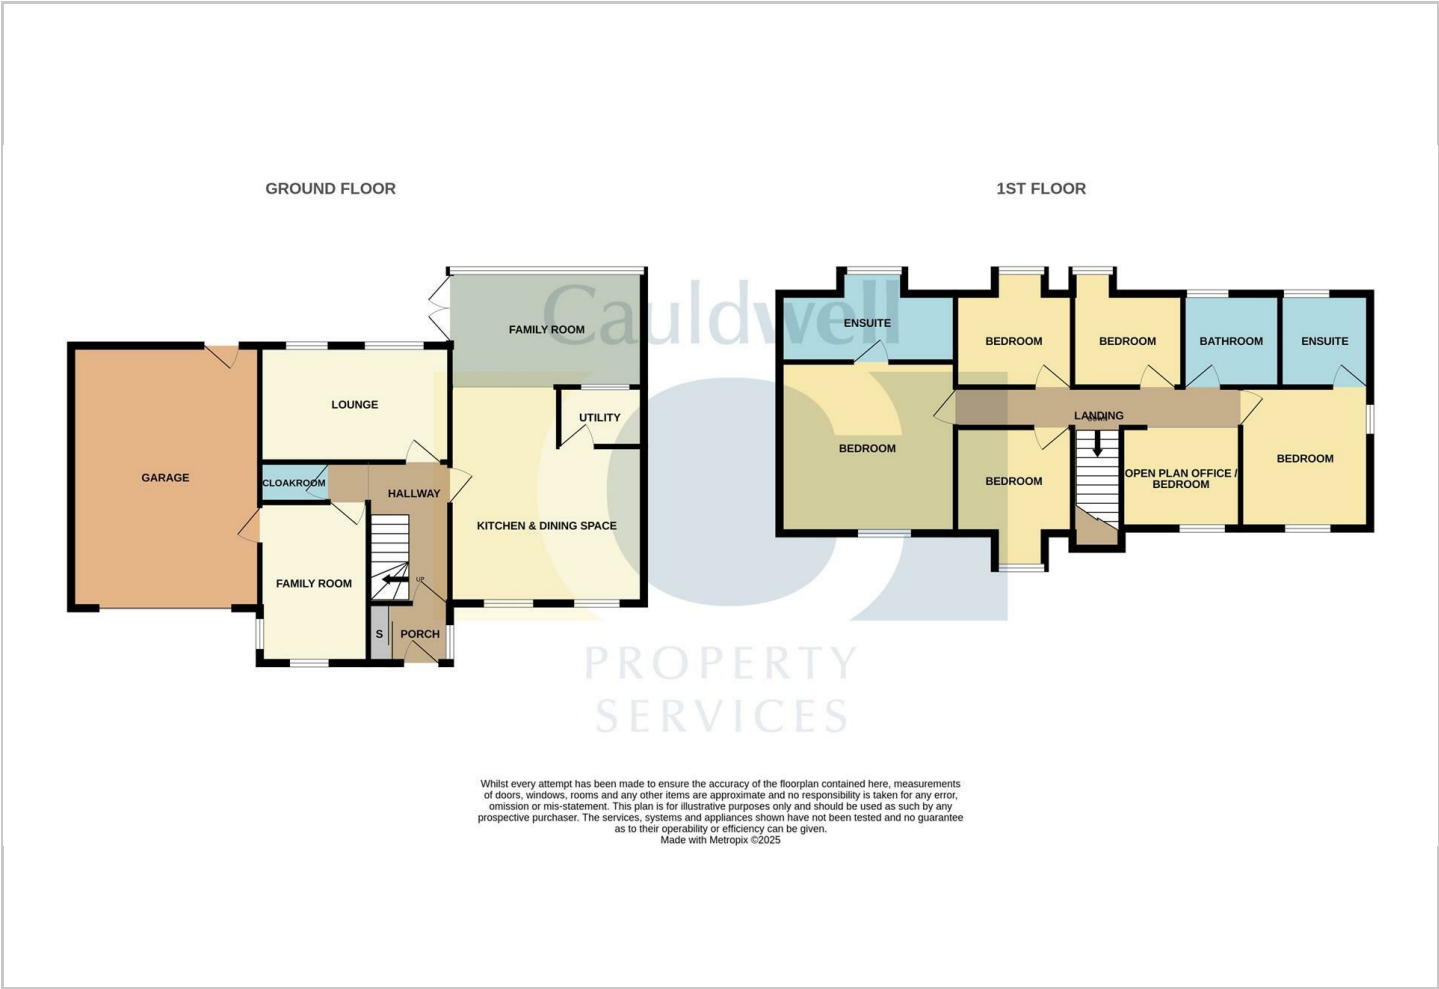 GROUND FLOOR
1ST FLOOR
Cauldwell
FAMILY ROOM
LOUNGE
UTILITY
GARAGE
CLOAKROOM
HALLWAY
KITCHEN & DINING SPACE
FAMILY ROOM
UP
S
PORCH
ENSUITE
BEDROOM
BEDROOM
BATHROOM
ENSUITE
LANDING
DOWN
BEDROOM
BEDROOM
OPEN PLAN OFFICE /
BEDROOM
BEDROOM
PROPERTY
SERVICES
Whilst every attempt has been made to ensure the accuracy of the floorplan contained here, measurements
of doors, windows, rooms and any other items are approximate and no responsibility is taken for any error,
omission or mis-statement. This plan is for illustrative purposes only and should be used as such by any
prospective purchaser. The services, systems and appliances shown have not been tested and no guarantee
as to their operability or efficiency can be given.
Made with Metropix ©2025